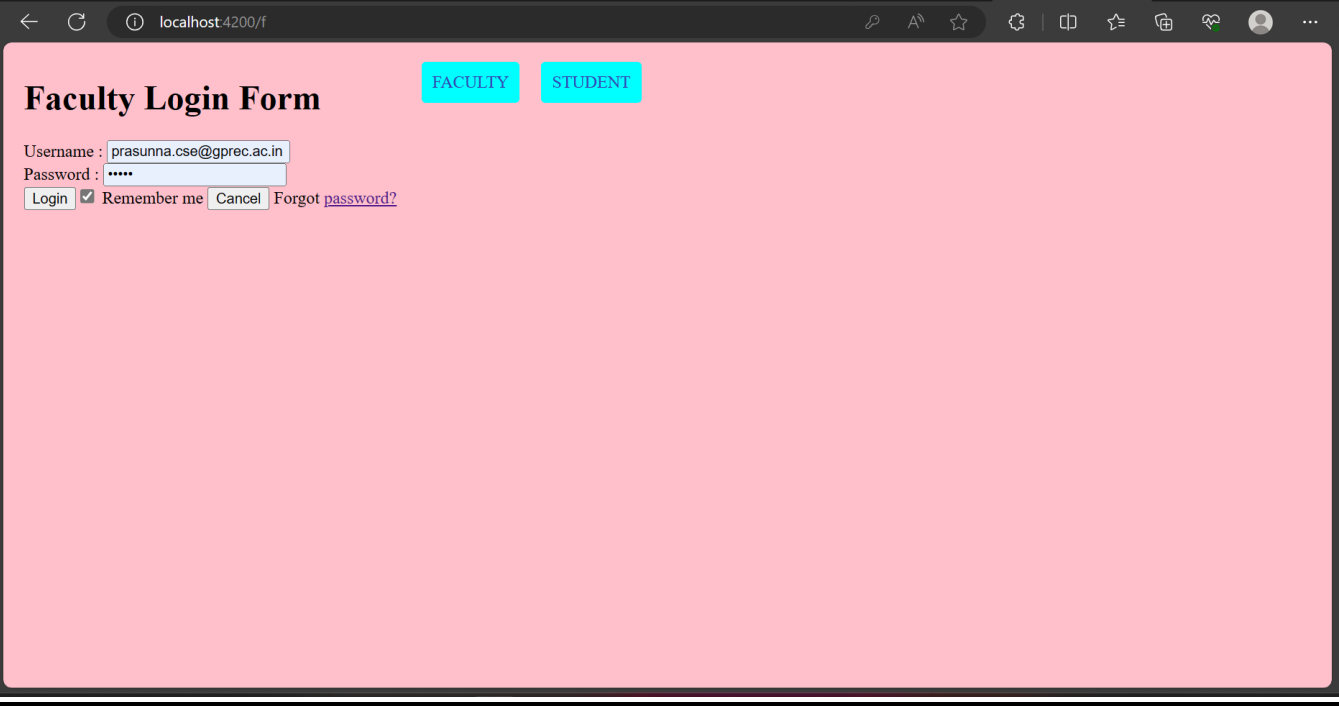 localhost:4200/f
FACULTY STUDENT
Faculty Login Form
Username : prasunna.cse@gprec.ac.in
Password : •••••
Login Remember me Cancel Forgot password?